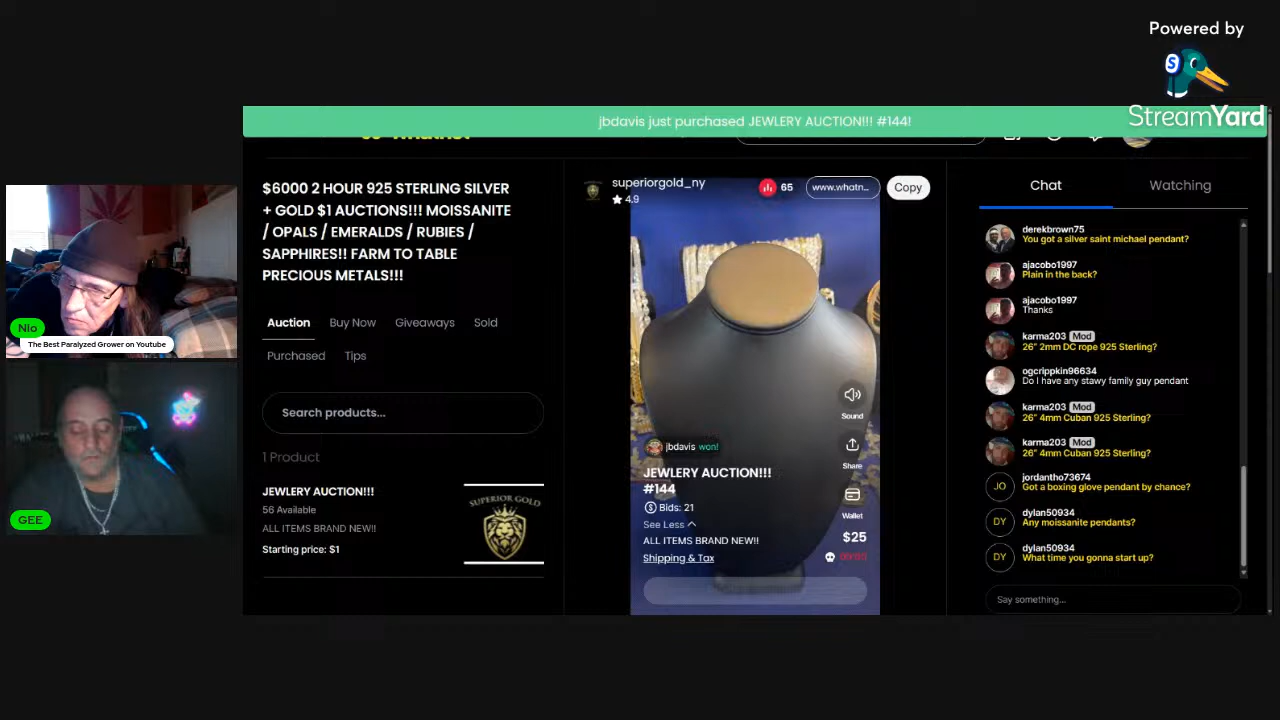 Powered by
StreamYard
jbdavis just purchased JEWLERY AUCTION!!! #144!
$6000 2 HOUR 925 STERLING SILVER
+ GOLD $1 AUCTIONS!!! MOISSANITE
/ OPALS / EMERALDS / RUBIES /
SAPPHIRES!! FARM TO TABLE
PRECIOUS METALS!!!
Auction
Buy Now
Giveaways
Sold
Purchased
Tips
Search products...
1 Product
JEWLERY AUCTION!!!
56 Available
ALL ITEMS BRAND NEW!!
Starting price: $1
SUPERIOR GOLD
Nio
The Best Paralyzed Grower on Youtube
GEE
superiorgold_ny
4.9
65
www.whatn...
Copy
Sound
Share
Wallet
jbdavis won!
JEWLERY AUCTION!!!
#144
Bids: 21
See Less
ALL ITEMS BRAND NEW!!
Shipping & Tax
$25
Chat
Watching
derekbrown75
You got a silver saint michael pendant?
ajacobo1997
Plain in the back?
ajacobo1997
Thanks
karma203 Mod
26" 2mm DC rope 925 Sterling?
ogcrippkin96634
Do I have any stawy family guy pendant
karma203 Mod
26" 4mm Cuban 925 Sterling?
karma203 Mod
26" 4mm Cuban 925 Sterling?
JO
jordantho73674
Got a boxing glove pendant by chance?
DY
dylan50934
Any moissanite pendants?
DY
dylan50934
What time you gonna start up?
Say something...